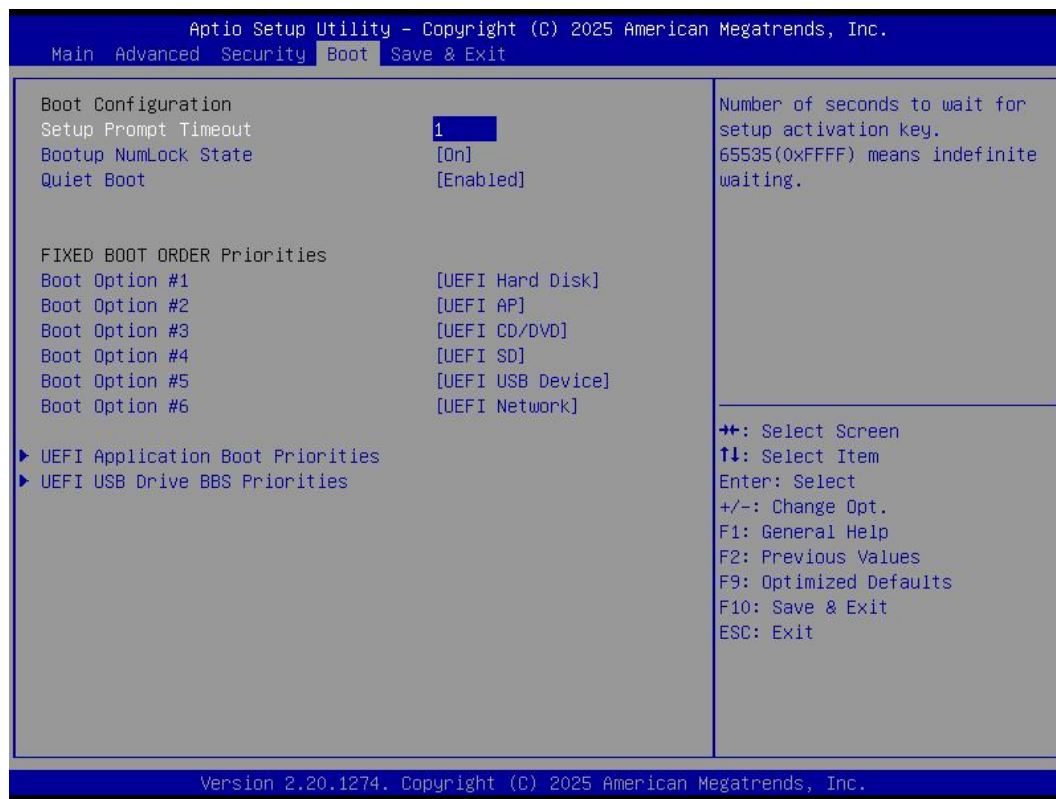 Aptio Setup Utility – Copyright (C) 2025 American Megatrends, Inc.
Main Advanced Security Boot Save & Exit
Boot Configuration
Setup Prompt Timeout 1
Bootup NumLock State [On]
Quiet Boot [Enabled]
FIXED BOOT ORDER Priorities
Boot Option #1 [UEFI Hard Disk]
Boot Option #2 [UEFI AP]
Boot Option #3 [UEFI CD/DVD]
Boot Option #4 [UEFI SD]
Boot Option #5 [UEFI USB Device]
Boot Option #6 [UEFI Network]
▶ UEFI Application Boot Priorities
▶ UEFI USB Drive BBS Priorities
Number of seconds to wait for
setup activation key.
65535(0xFFFF) means indefinite
waiting.
→←: Select Screen
↑↓: Select Item
Enter: Select
+/-: Change Opt.
F1: General Help
F2: Previous Values
F9: Optimized Defaults
F10: Save & Exit
ESC: Exit
Version 2.20.1274. Copyright (C) 2025 American Megatrends, Inc.